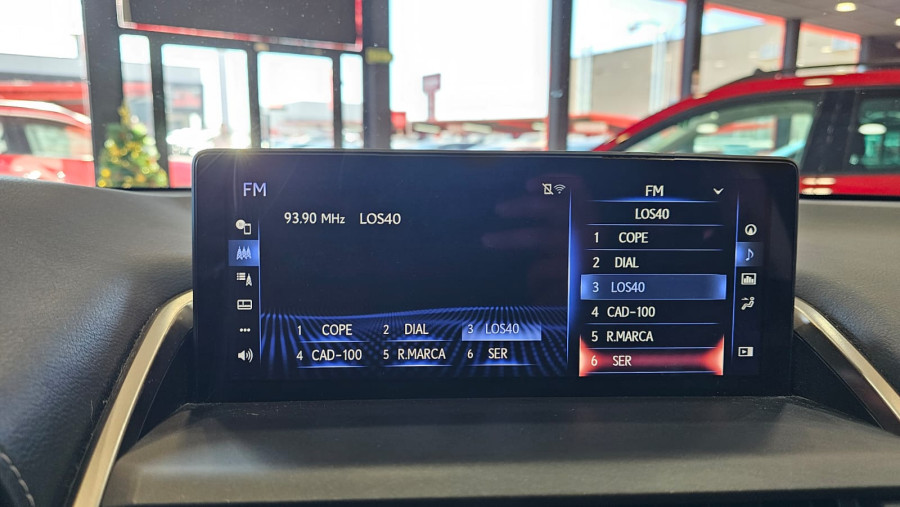 FM
93.90 MHz LOS40
1 COPE 2 DIAL 3 LOS40
4 CAD-100 5 R.MARCA 6 SER
FM
LOS40
1 COPE
2 DIAL
3 LOS40
4 CAD-100
5 R.MARCA
6 SER